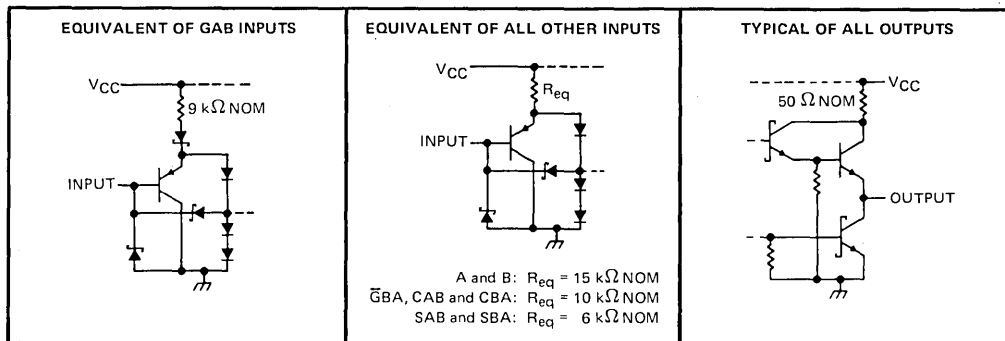 EQUIVALENT OF GAB INPUTS
VCC
9 kΩ NOM
INPUT
EQUIVALENT OF ALL OTHER INPUTS
VCC
Req
INPUT
A and B: Req = 15 kΩ NOM
G̅BA, CAB and CBA: Req = 10 kΩ NOM
SAB and SBA: Req = 6 kΩ NOM
TYPICAL OF ALL OUTPUTS
VCC
50 Ω NOM
OUTPUT